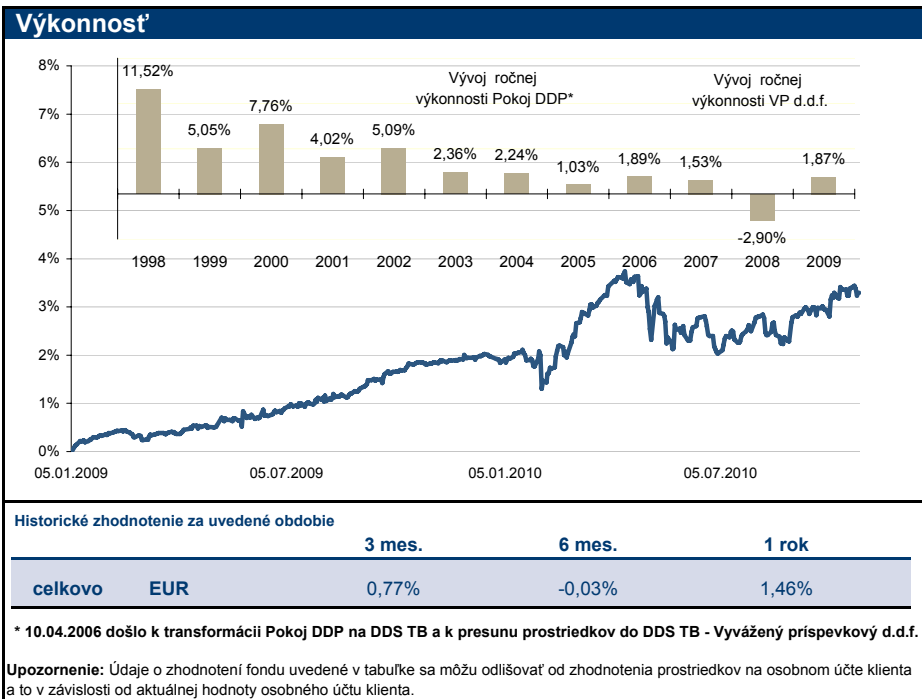 Výkonnosť
8%
7%
6%
5%
4%
3%
2%
1%
0%
Vývoj ročnej
výkonnosti Pokoj DDP*
Vývoj ročnej
výkonnosti VP d.d.f.
11,52%
5,05%
7,76%
4,02%
5,09%
2,36%
2,24%
1,03%
1,89%
1,53%
-2,90%
1,87%
1998 1999 2000 2001 2002 2003 2004 2005 2006 2007 2008 2009
05.01.2009 05.07.2009 05.01.2010 05.07.2010
Historické zhodnotenie za uvedené obdobie
3 mes. 6 mes. 1 rok
celkovo EUR 0,77% -0,03% 1,46%
* 10.04.2006 došlo k transformácii Pokoj DDP na DDS TB a k presunu prostriedkov do DDS TB - Vyvážený príspevkový d.d.f.
Upozornenie: Údaje o zhodnotení fondu uvedené v tabuľke sa môžu odlišovať od zhodnotenia prostriedkov na osobnom účte klienta
a to v závislosti od aktuálnej hodnoty osobného účtu klienta.